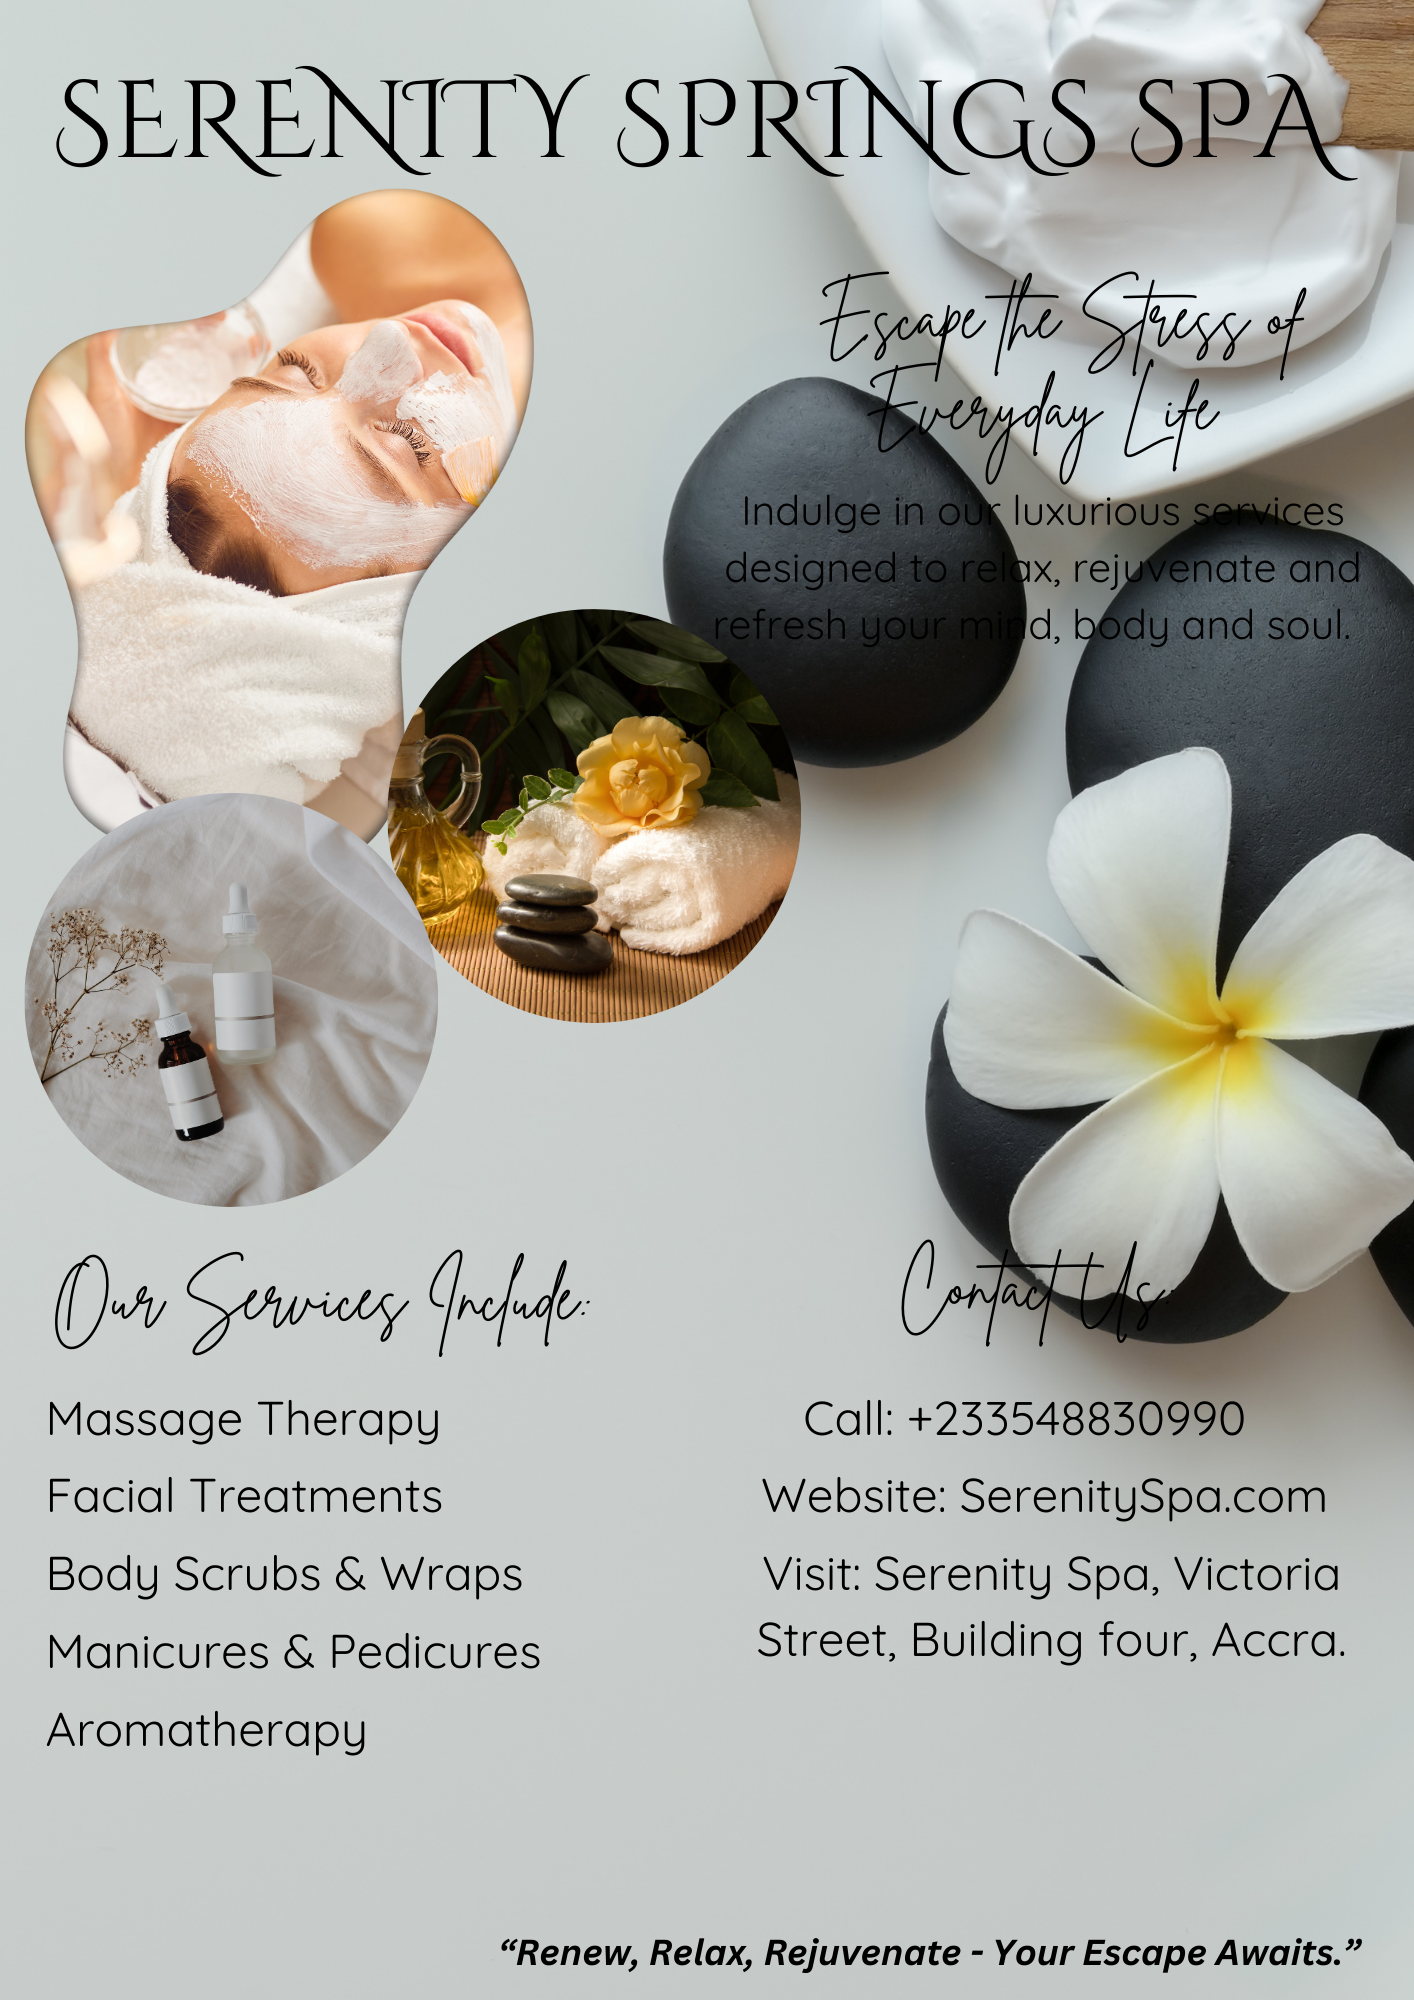 SERENITY SPRINGS SPA
Escape the Stress of
Everyday Life
Indulge in our luxurious services
designed to relax, rejuvenate and
refresh your mind, body and soul.
Our Services Include:
Massage Therapy
Facial Treatments
Body Scrubs & Wraps
Manicures & Pedicures
Aromatherapy
Contact Us:
Call: +233548830990
Website: SerenitySpa.com
Visit: Serenity Spa, Victoria
Street, Building four, Accra.
“Renew, Relax, Rejuvenate - Your Escape Awaits.”